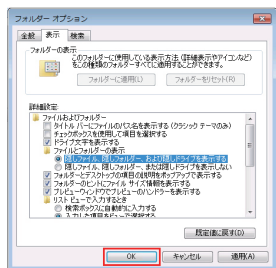 フォルダー オプション
全般 表示 検索
フォルダーの表示
このフォルダーに使用している表示方法（詳細表示やアイコンなど）
をこの種類のフォルダーすべてに適用することができます。
フォルダーに適用(L) フォルダーをリセット(R)
詳細設定:
ファイルおよびフォルダー
タイトル バーにファイルのパス名を表示する (クラシック テーマのみ)
チェック ボックスを使用して項目を選択する
ドライブ文字を表示する
ファイルとフォルダーの表示
隠しファイル、隠しフォルダー、および隠しドライブを表示する
隠しファイル、隠しフォルダー、または隠しドライブを表示しない
フォルダーとデスクトップの項目の説明をポップアップで表示する
フォルダーのヒントにファイル サイズ情報を表示する
プレビュー ウィンドウでプレビューのハンドラーを表示する
リスト ビューで入力するとき
検索ボックスに自動的に入力する
入力した項目をビューで選択する
既定値に戻す(D)
OK キャンセル 適用(A)